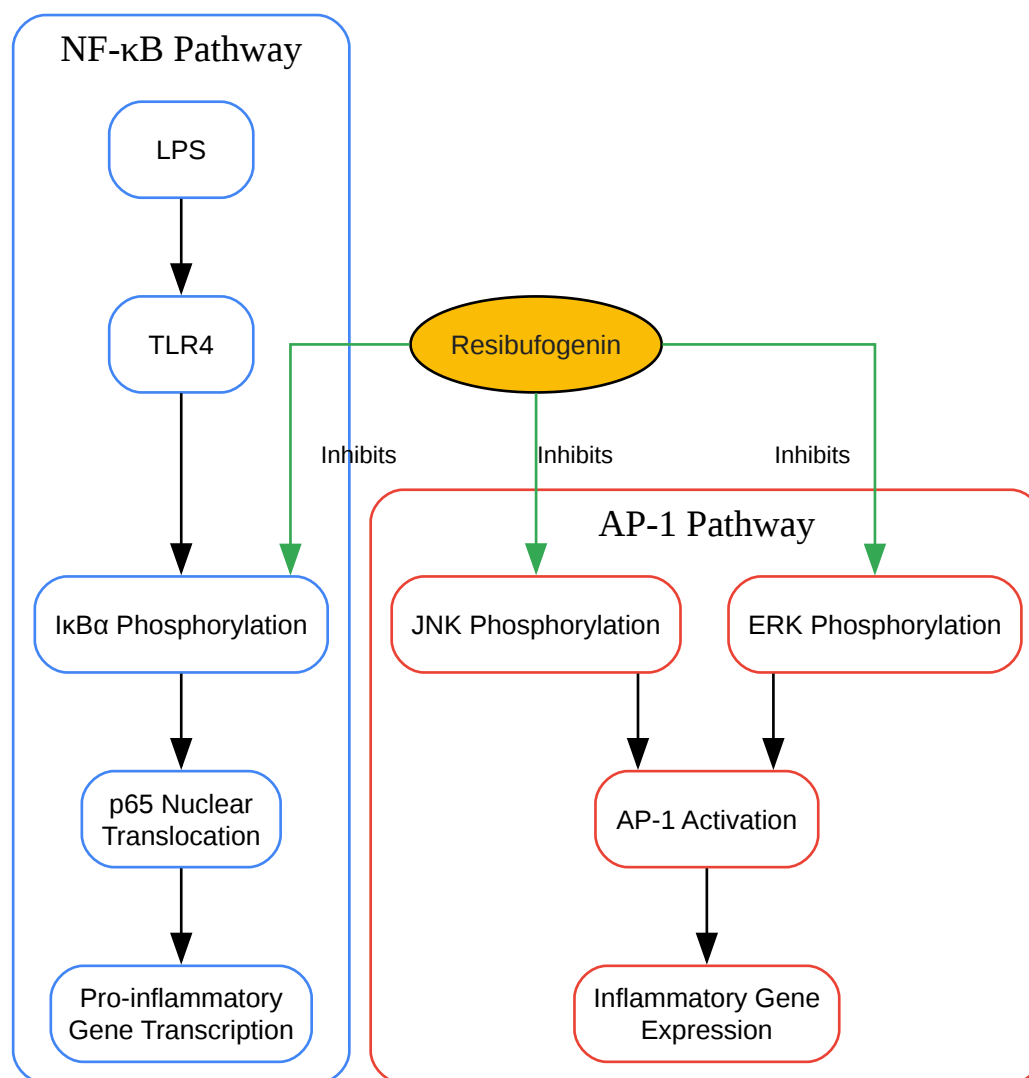 NF-κB Pathway
LPS
TLR4
Resibufogenin
Inhibits
Inhibits
Inhibits
AP-1 Pathway
IκBα Phosphorylation
JNK Phosphorylation
ERK Phosphorylation
p65 Nuclear
Translocation
AP-1 Activation
Pro-inflammatory
Gene Transcription
Inflammatory Gene
Expression